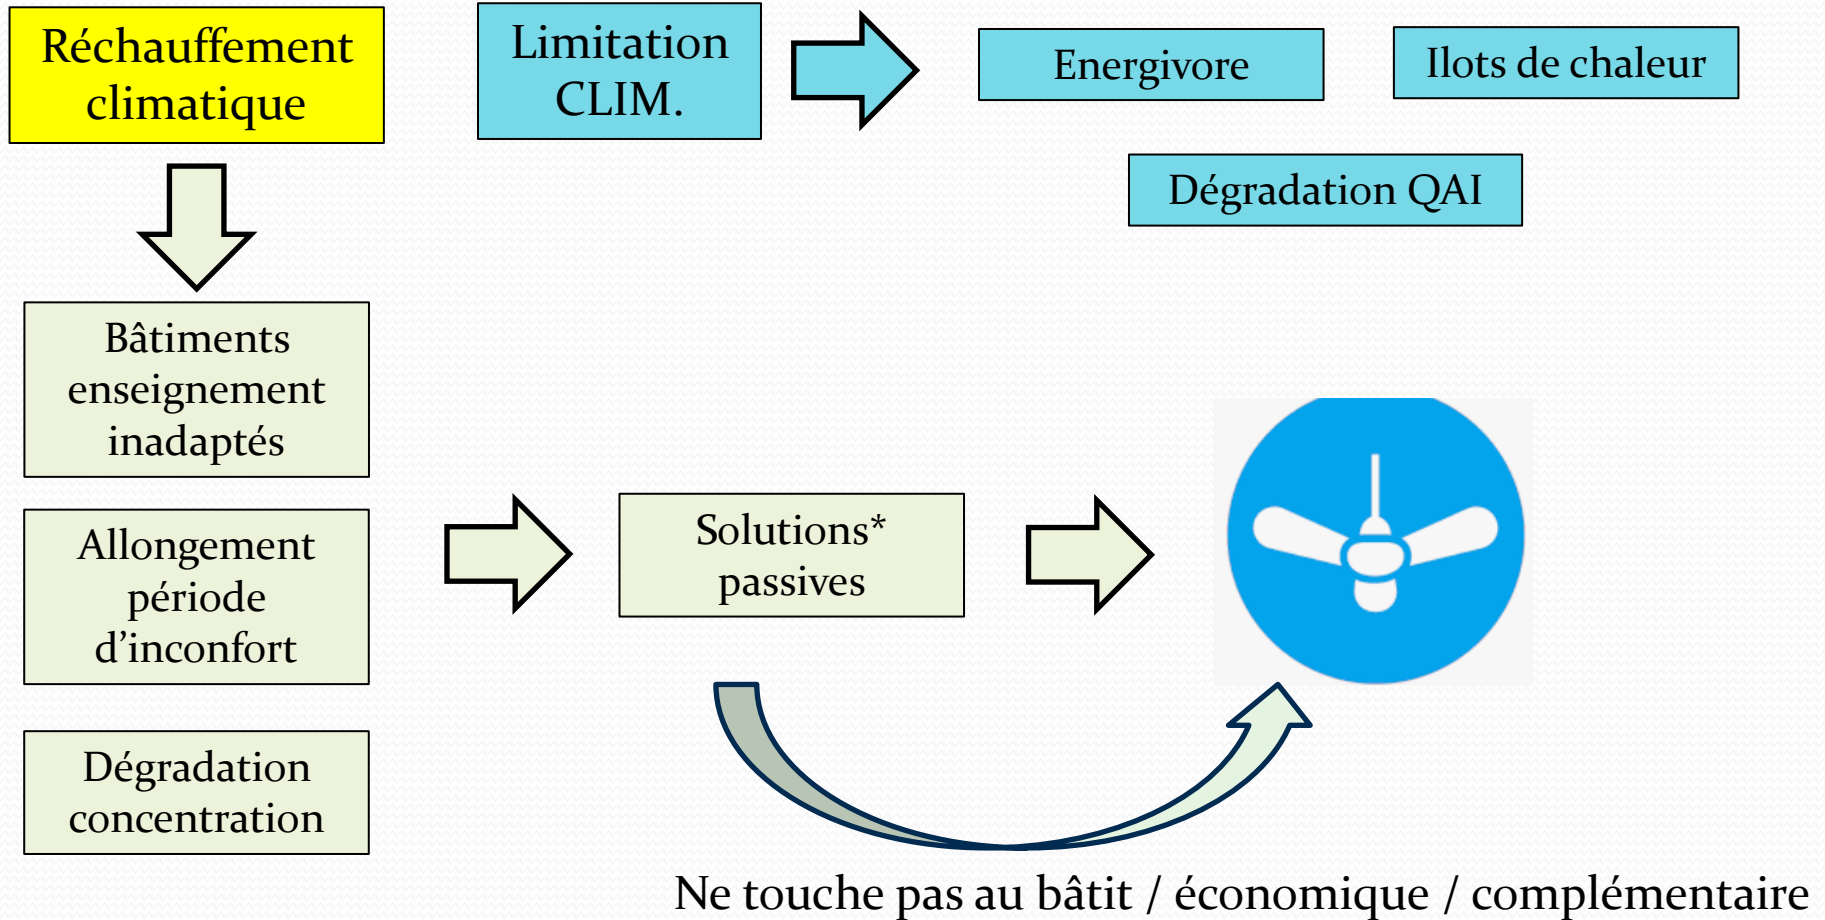 Réchauffement
climatique
Limitation
CLIM.
Energivore
Ilots de chaleur
Dégradation QAI
Bâtiments
enseignement
inadaptés
Allongement
période
d’inconfort
Dégradation
concentration
Solutions*
passives
Ne touche pas au bâtit / économique / complémentaire